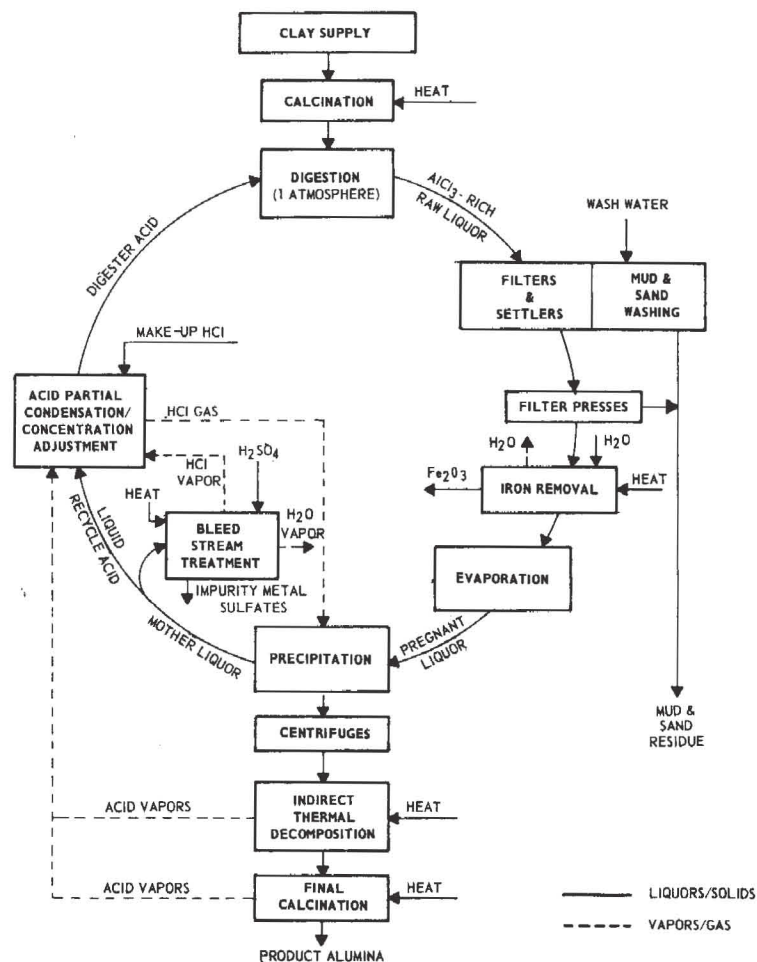 CLAY SUPPLY
CALCINATION
HEAT
DIGESTION
(1 ATMOSPHERE)
AlCl₃- RICH
RAW LIQUOR
WASH WATER
DIGESTER ACID
FILTERS
&
SETTLERS
MUD &
SAND
WASHING
MAKE-UP HCl
ACID PARTIAL
CONDENSATION/
CONCENTRATION
ADJUSTMENT
HCl GAS
FILTER PRESSES
H₂O
H₂O
HCl
VAPOR
H₂SO₄
Fe₂O₃
IRON REMOVAL
HEAT
HEAT
H₂O
VAPOR
BLEED
STREAM
TREATMENT
LIQUID
RECYCLE ACID
EVAPORATION
IMPURITY METAL
SULFATES
MOTHER LIQUOR
PRECIPITATION
PREGNANT
LIQUOR
MUD &
SAND
RESIDUE
CENTRIFUGES
ACID VAPORS
INDIRECT
THERMAL
DECOMPOSITION
HEAT
ACID VAPORS
FINAL
CALCINATION
HEAT
LIQUORS/SOLIDS
VAPORS/GAS
PRODUCT ALUMINA